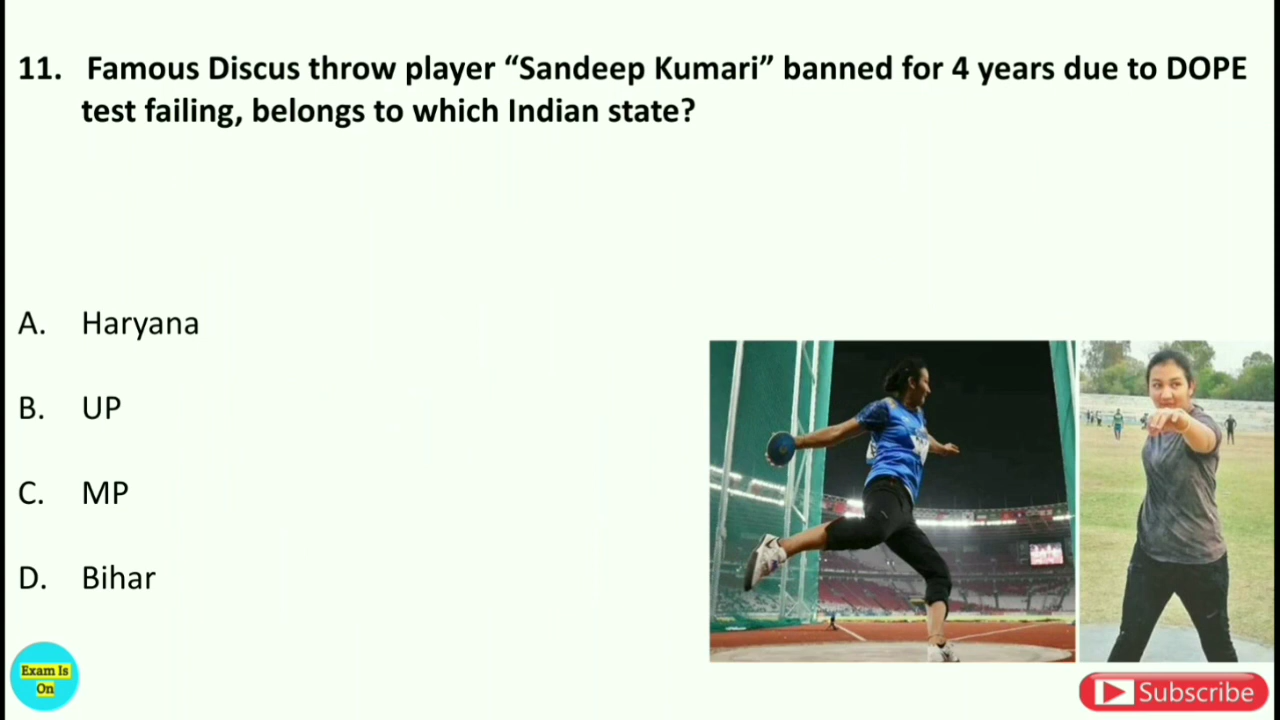 11. Famous Discus throw player “Sandeep Kumari” banned for 4 years due to DOPE
test failing, belongs to which Indian state?
A. Haryana
B. UP
C. MP
D. Bihar
Exam Is
On
Subscribe